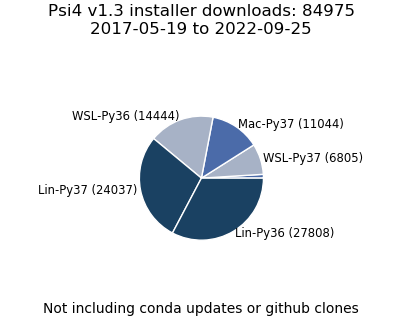 Psi4 v1.3 installer downloads: 84975
2017-05-19 to 2022-09-25
WSL-Py36 (14444)
Mac-Py37 (11044)
WSL-Py37 (6805)
Lin-Py37 (24037)
Lin-Py36 (27808)
Not including conda updates or github clones